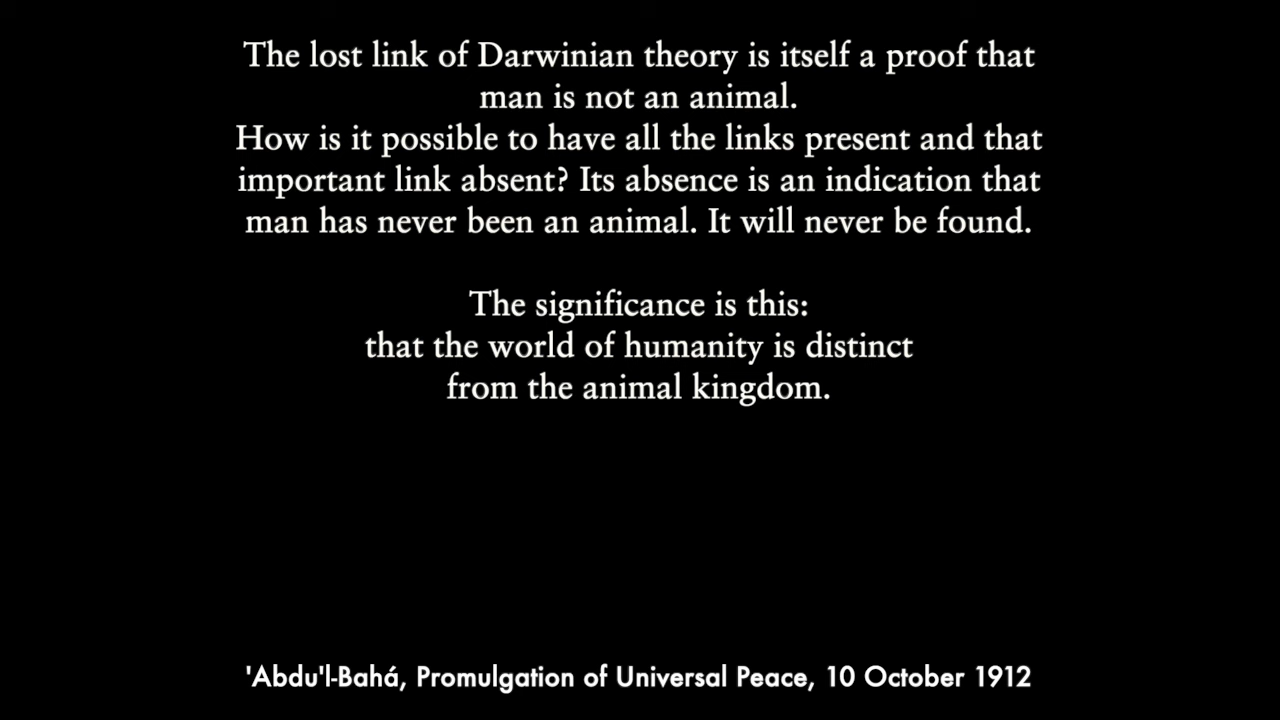 The lost link of Darwinian theory is itself a proof that
man is not an animal.
How is it possible to have all the links present and that
important link absent? Its absence is an indication that
man has never been an animal. It will never be found.
The significance is this:
that the world of humanity is distinct
from the animal kingdom.
'Abdu'l-Bahá, Promulgation of Universal Peace, 10 October 1912